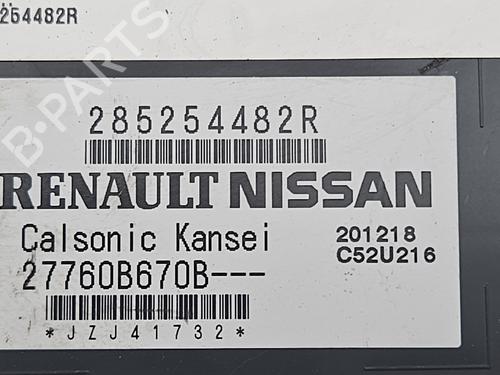 254482R
B-PARTS
285254482R
RENAULT NISSAN
Calsonic Kansei
201218
27760B670B---
C52U216
*JZJ41732*